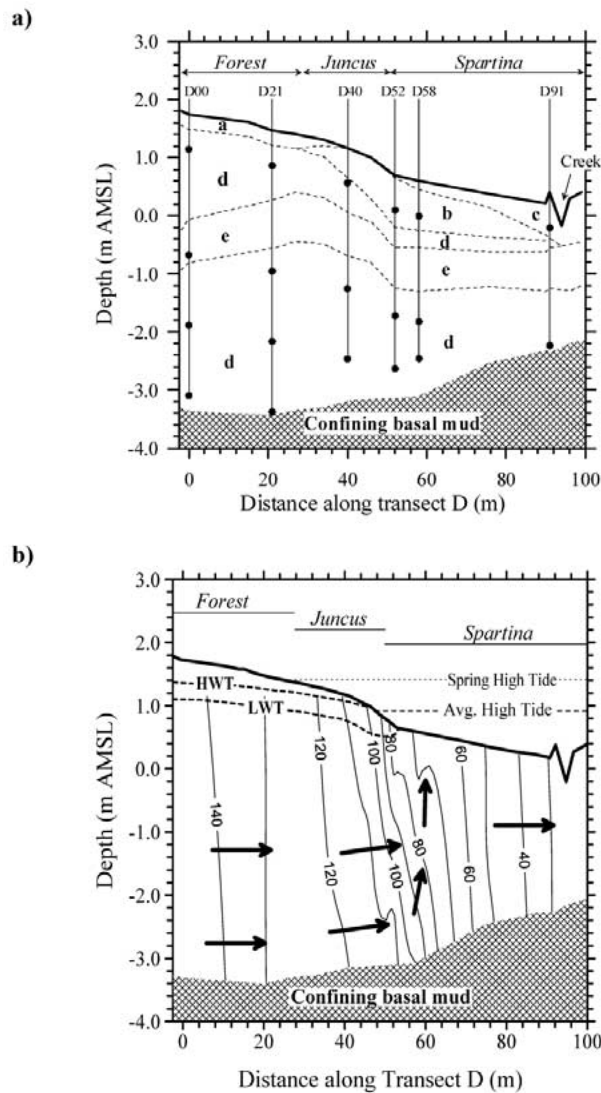 a)
3.0
Forest Juncus Spartina
D00 D21 D40 D52 D58 D91
2.0
a
1.0
Creek
d
b c
0.0
d
e
e
-1.0
-2.0
d d
-3.0
Confining basal mud
-4.0
0 20 40 60 80 100
Depth (m AMSL)
Distance along transect D (m)
b)
3.0
Forest
Juncus
Spartina
2.0
HWT
Spring High Tide
LWT
1.0
Avg. High Tide
120 100 80 60
0.0
140
80
-1.0
120 100 60 40
-2.0
-3.0
Confining basal mud
-4.0
0 20 40 60 80 100
Depth (m AMSL)
Distance along Transect D (m)